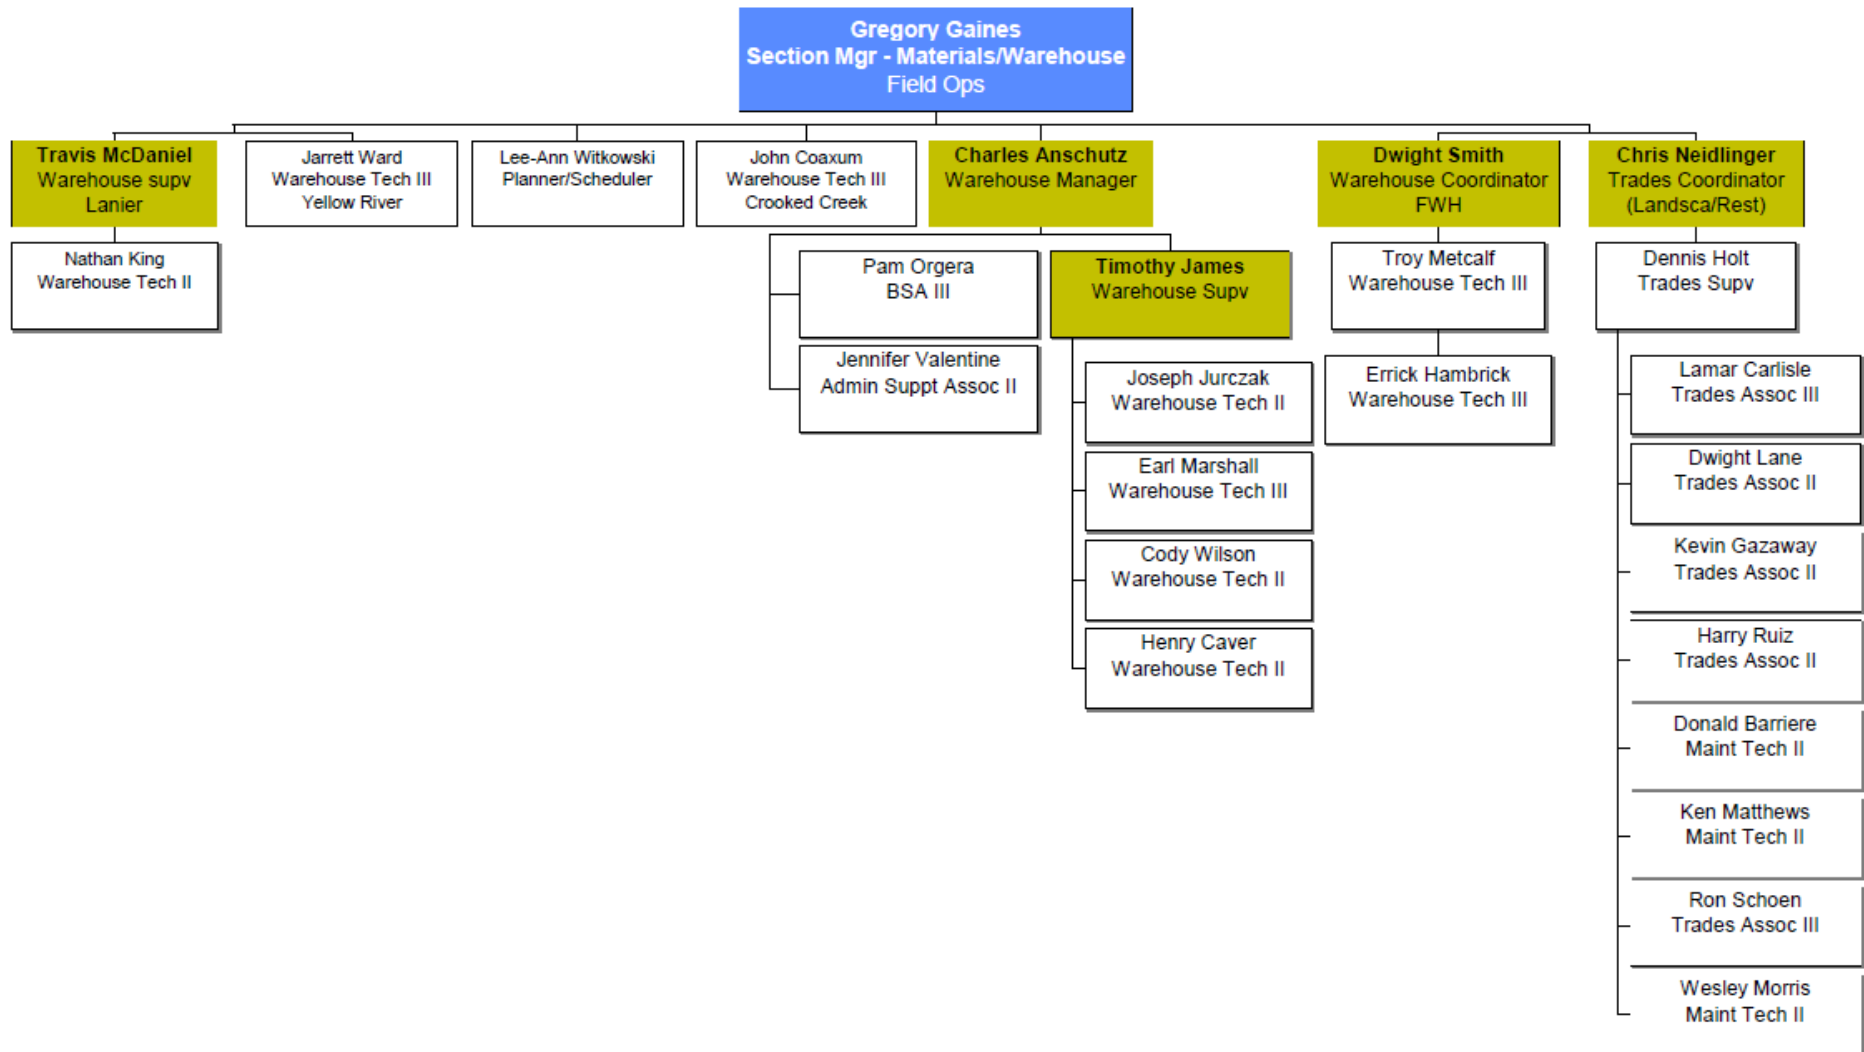 Gregory Gaines
Section Mgr - Materials/Warehouse
Field Ops
Travis McDaniel
Warehouse supv
Lanier
Jarrett Ward
Warehouse Tech III
Yellow River
Lee-Ann Witkowski
Planner/Scheduler
John Coaxum
Warehouse Tech III
Crooked Creek
Charles Anschutz
Warehouse Manager
Dwight Smith
Warehouse Coordinator
FWH
Chris Neidlinger
Trades Coordinator
(Landsca/Rest)
Nathan King
Warehouse Tech II
Pam Orgera
BSA III
Jennifer Valentine
Admin Suppt Assoc II
Timothy James
Warehouse Supv
Joseph Jurczak
Warehouse Tech II
Earl Marshall
Warehouse Tech III
Cody Wilson
Warehouse Tech II
Henry Caver
Warehouse Tech II
Troy Metcalf
Warehouse Tech III
Errick Hambrick
Warehouse Tech III
Dennis Holt
Trades Supv
Lamar Carlisle
Trades Assoc III
Dwight Lane
Trades Assoc II
Kevin Gazaway
Trades Assoc II
Harry Ruiz
Trades Assoc II
Donald Barriere
Maint Tech II
Ken Matthews
Maint Tech II
Ron Schoen
Trades Assoc III
Wesley Morris
Maint Tech II